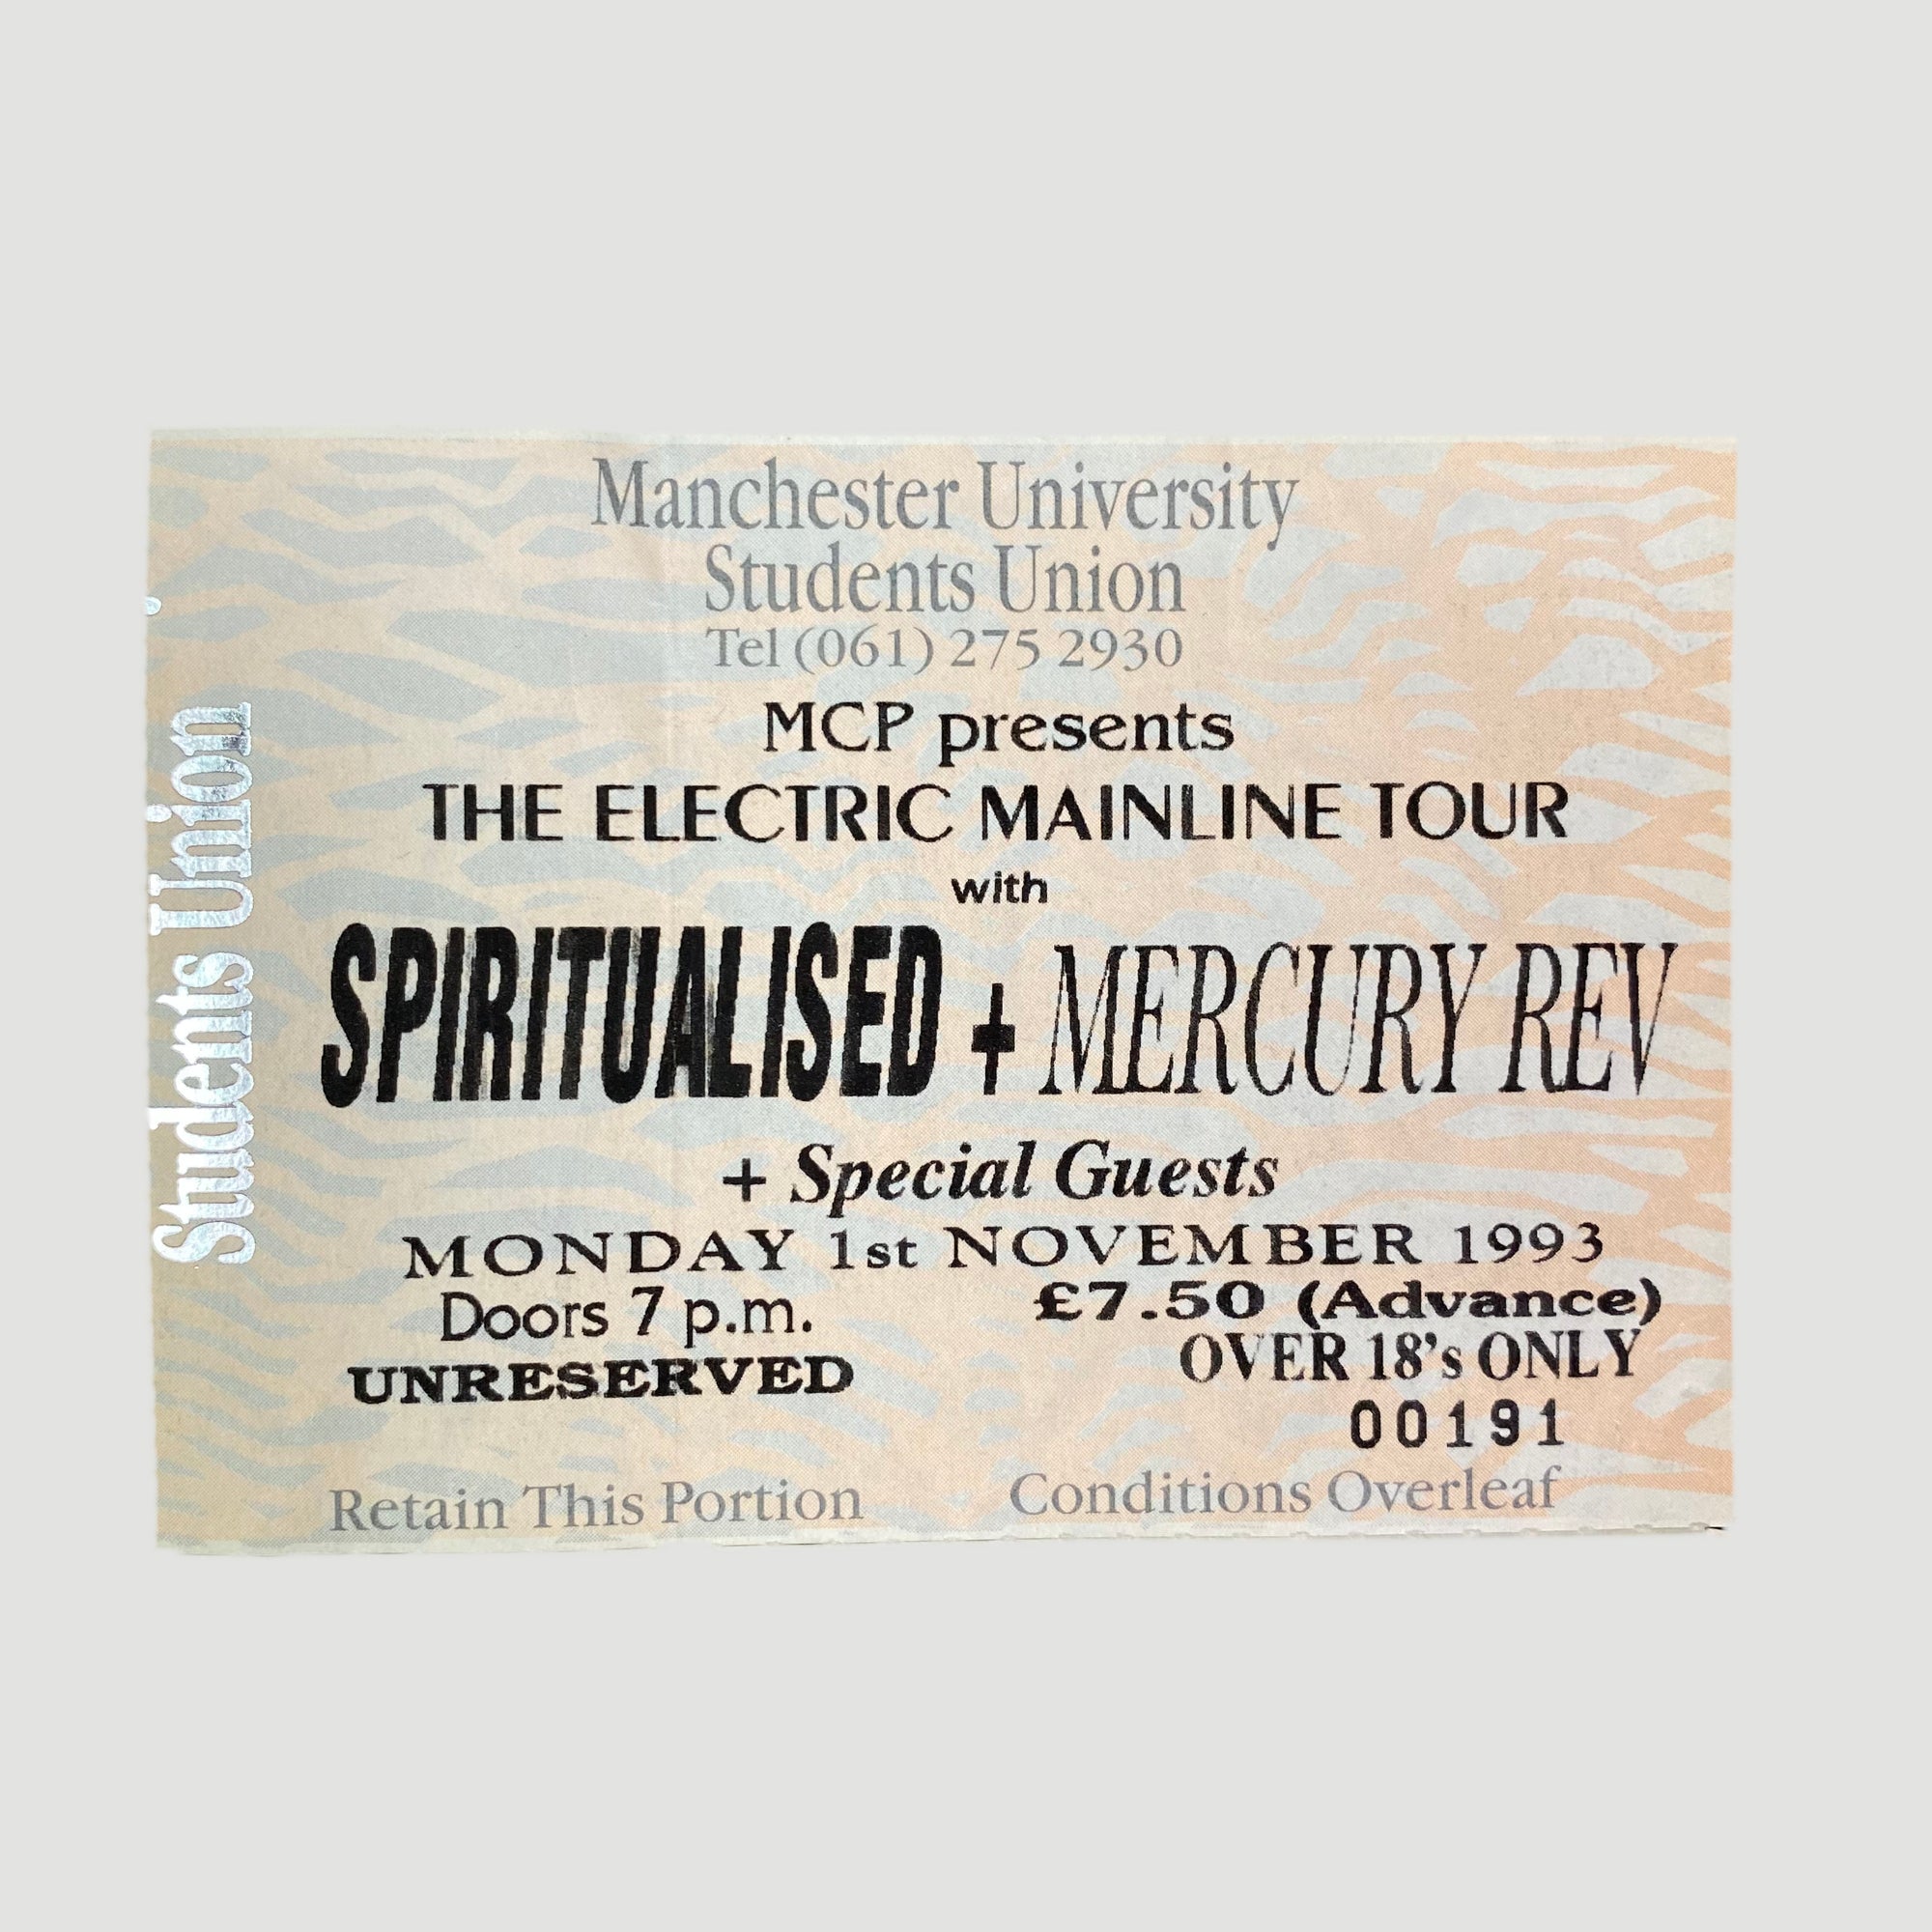 Manchester University
Students Union
Tel (061) 275 2930
MCP presents
THE ELECTRIC MAINLINE TOUR
with
SPIRITUALISED + MERCURY REV
+ Special Guests
MONDAY 1st NOVEMBER 1993
Doors 7 p.m.
£7.50 (Advance)
UNRESERVED
OVER 18's ONLY
00191
Retain This Portion
Conditions Overleaf
Students Union